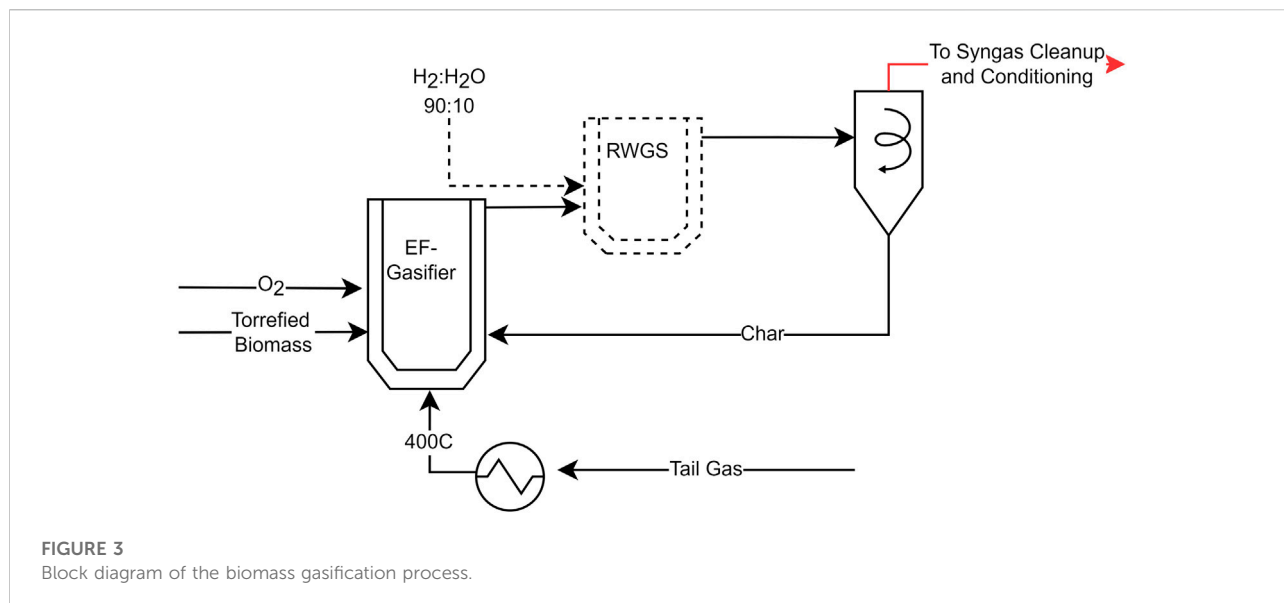 To Syngas Cleanup
and Conditioning
H2:H2O
90:10
RWGS
EF-
Gasifier
O2
Torrefied
Biomass
Char
400C
Tail Gas
FIGURE 3
Block diagram of the biomass gasification process.